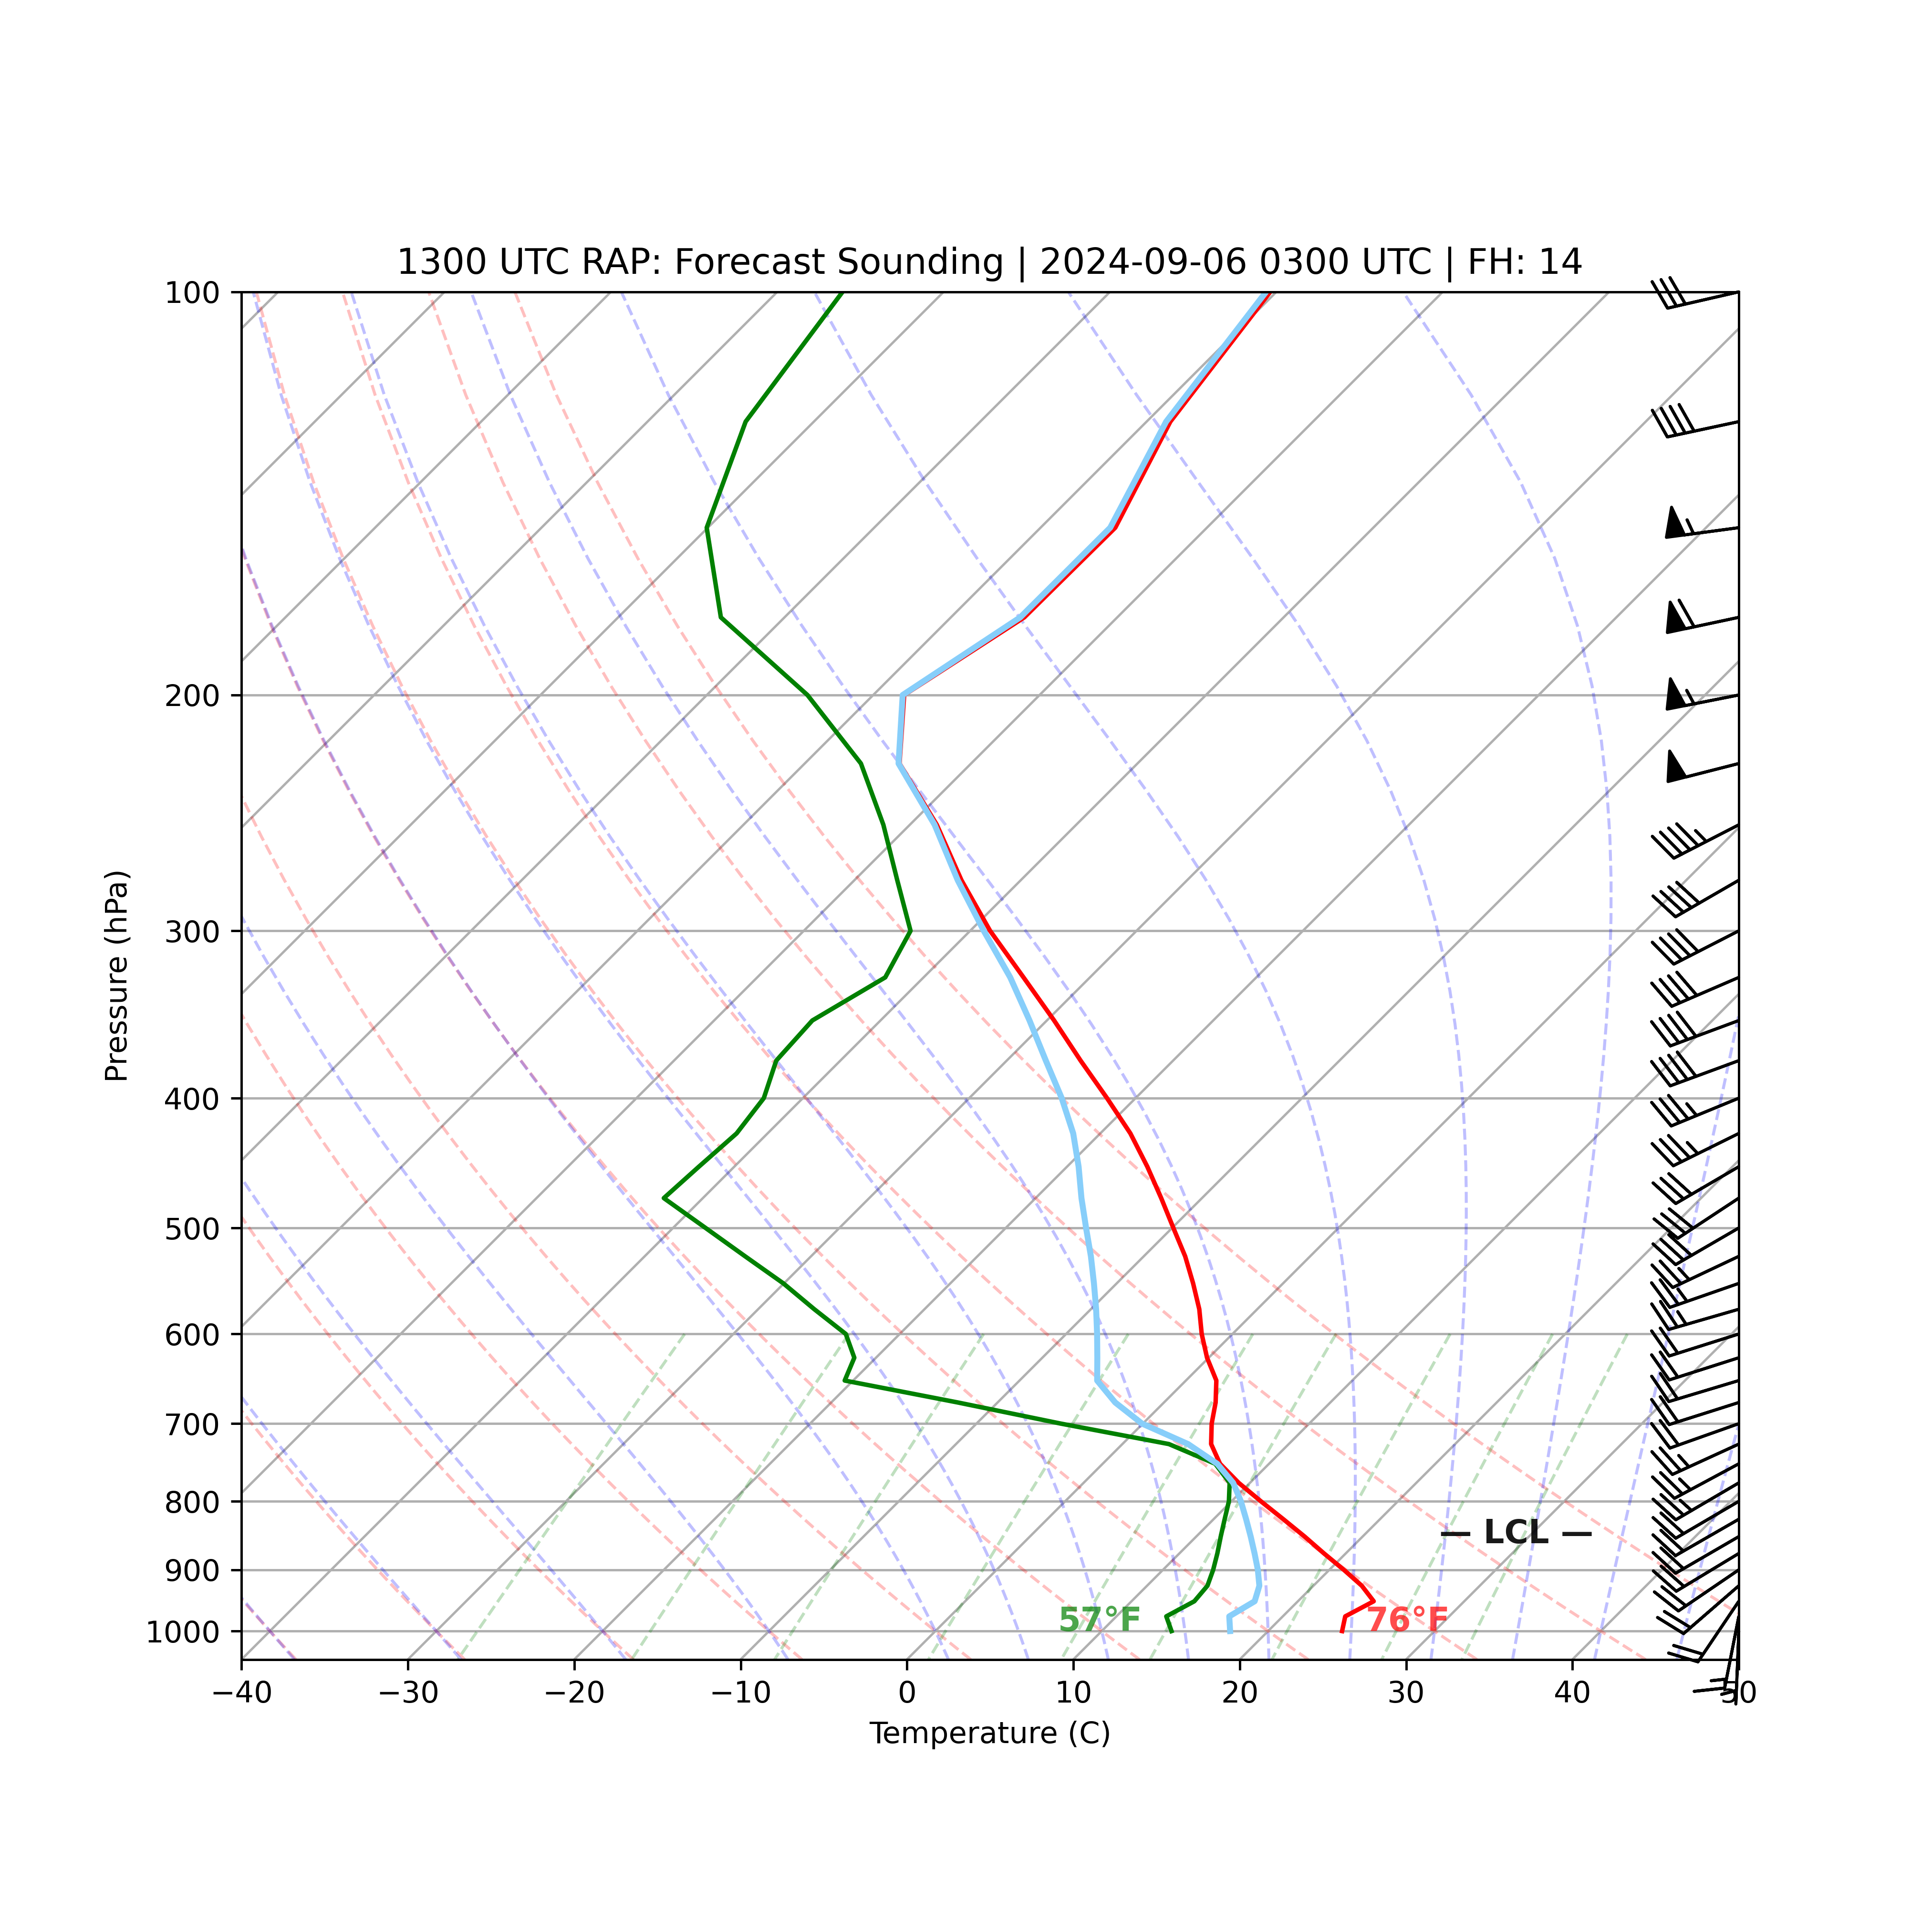 1300 UTC RAP: Forecast Sounding | 2024-09-06 0300 UTC | FH: 14
100
200
300
400
500
600
700
800
900
1000
Pressure (hPa)
— LCL —
57°F
76°F
−40 −30 −20 −10 0 10 20 30 40 50
Temperature (C)